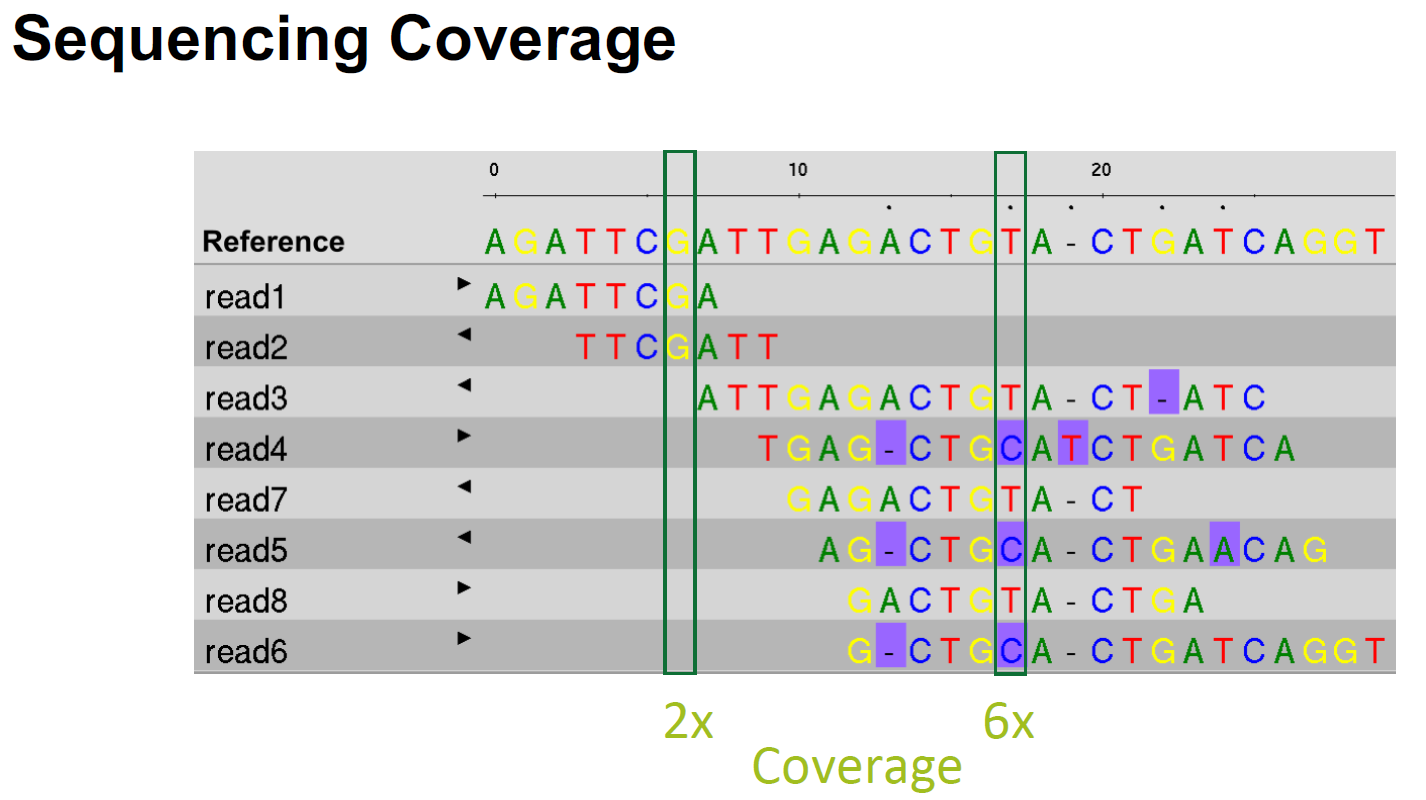 Sequencing Coverage
0 10 20
Reference AGATTCGATTGAGACTGTA-CTGATCAGGT
read1 AGATTCGA
read2 TTCGATT
read3 ATTGAGACTGTA-CT-ATC
read4 TGAG-CTGCATCTGATCA
read7 GAGACTGTA-CT
read5 AG-CTGCA-CTGAACAG
read8 GACTGTA-CTGA
read6 G-CTGCA-CTGATCAGGT
2x 6x
Coverage